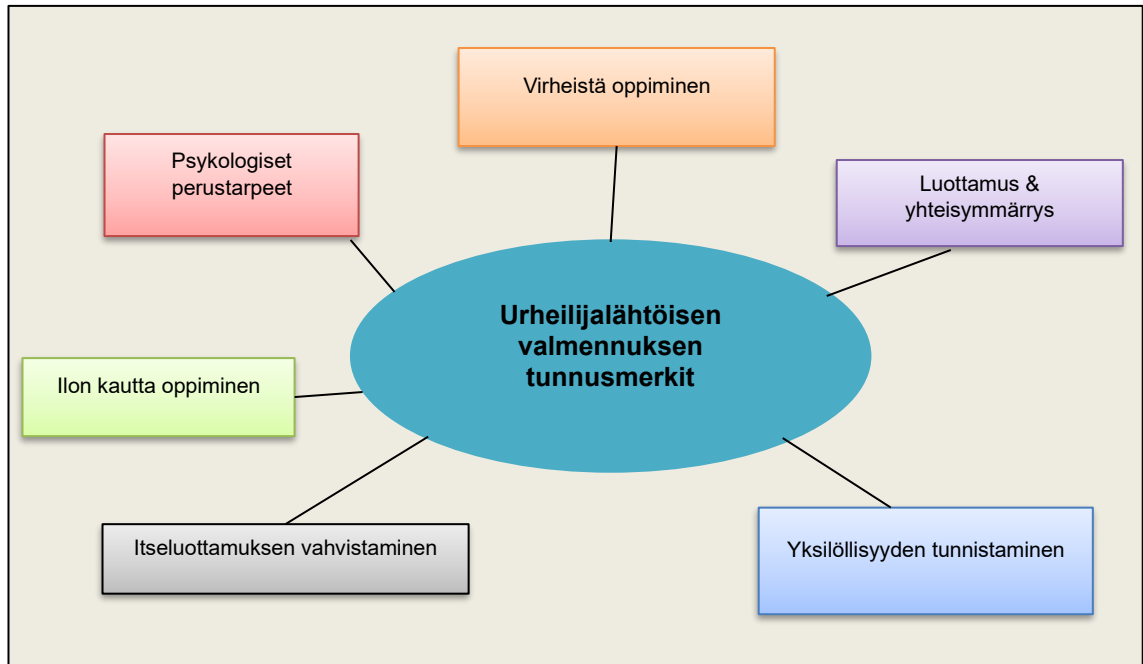 Virheistä oppiminen
Psykologiset
perustarpeet
Luottamus &
yhteisymmärrys
Urheilijalähtöisen
valmennuksen
tunnusmerkit
Ilon kautta oppiminen
Itseluottamuksen vahvistaminen
Yksilöllisyyden tunnistaminen